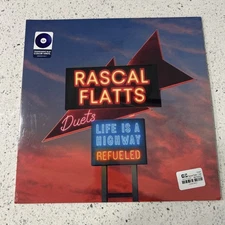 RASCAL
FLATTS
Duets
LIFE IS A
HIGHWAY
REFUELED